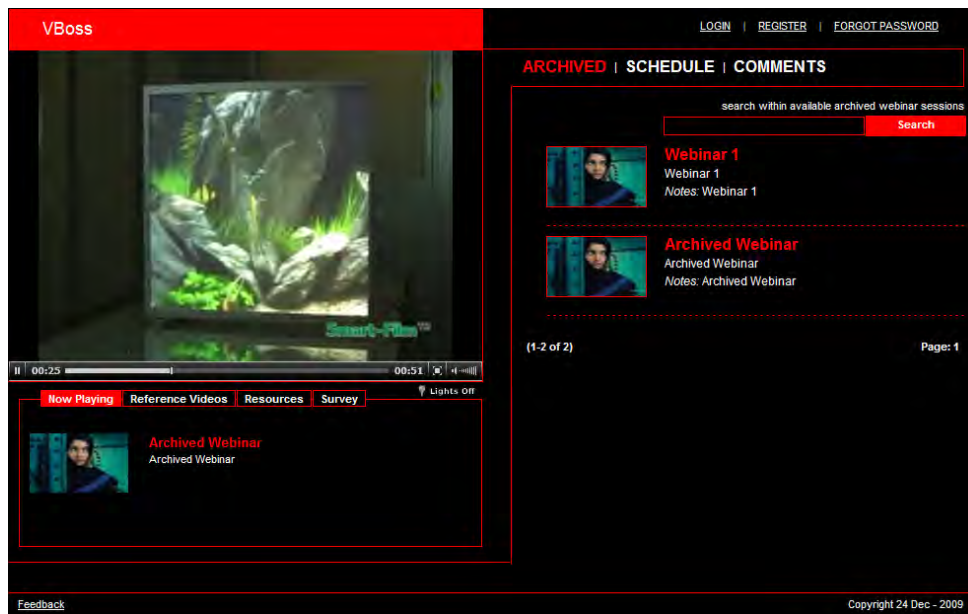 VBoss
LOGIN | REGISTER | FORGOT PASSWORD
ARCHIVED | SCHEDULE | COMMENTS
search within available archived webinar sessions
Search
Webinar 1
Webinar 1
Notes: Webinar 1
Archived Webinar
Archived Webinar
Notes: Archived Webinar
(1-2 of 2) Page: 1
Smart-Film™
00:25 00:51
Lights Off
Now Playing Reference Videos Resources Survey
Archived Webinar
Archived Webinar
Feedback Copyright 24 Dec - 2009